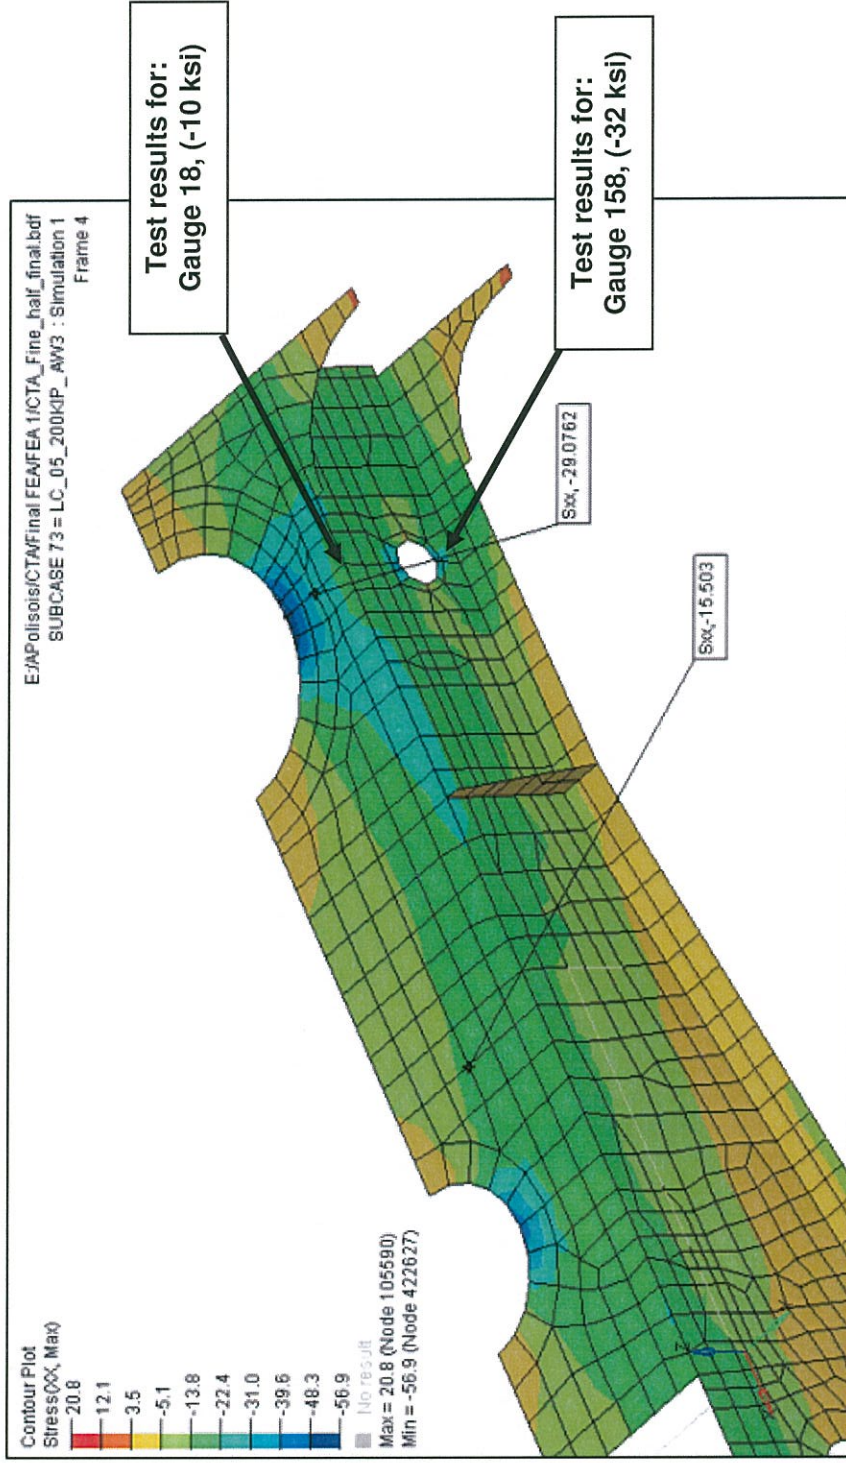 Contour Plot
Stress(XX, Max)
20.8
12.1
3.5
-5.1
-13.8
-22.4
-31.0
-39.6
-48.3
-56.9
No result
Max = 20.8 (Node 105590)
Min = -56.9 (Node 422627)
E:\APolisois\CTA\Final FEA\FEA 1\CTA_Fine_half_final.bdf
SUBCASE 73 = LC_05_200KIP_AW3 : Simulation 1
Frame 4
Test results for:
Gauge 18, (-10 ksi)
Test results for:
Gauge 158, (-32 ksi)
Sxx, -29.0762
Sxx, -15.503
Z
Y
X